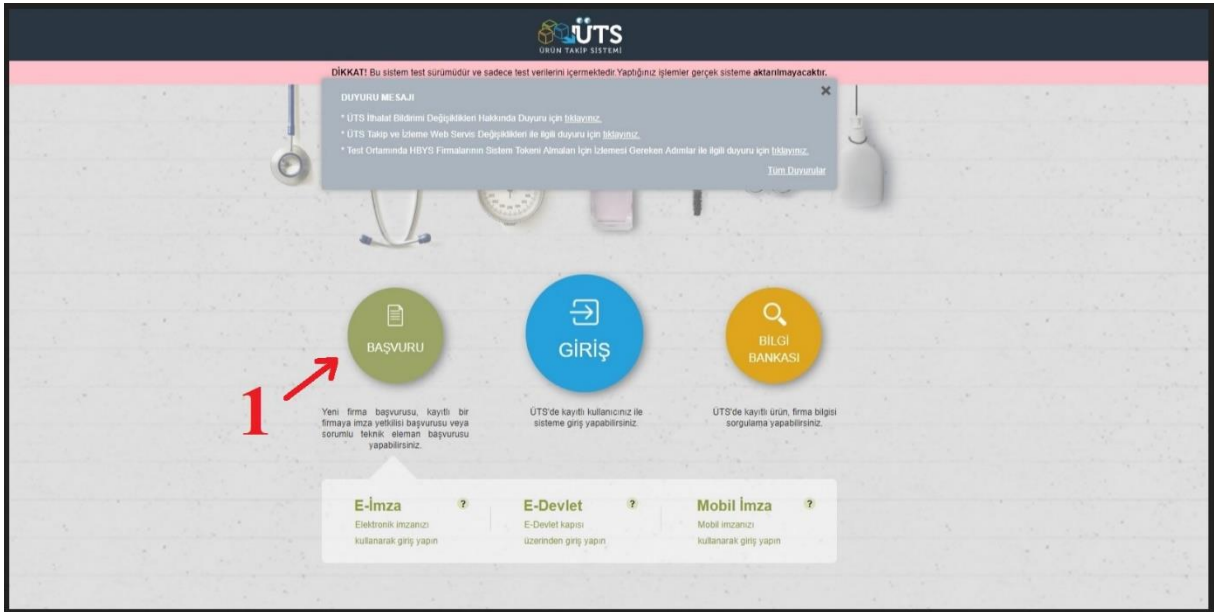 ÜTS
ÜRÜN TAKİP SİSTEMİ
DİKKAT! Bu sistem test sürümüdür ve sadece test verilerini içermektedir.Yaptığınız işlemler gerçek sisteme aktarılmayacaktır.
DUYURU MESAJI
* ÜTS İthalat Bildirimi Değişiklikleri Hakkında Duyuru için tıklayınız.
* ÜTS Takip ve İzleme Web Servis Değişiklikleri ile ilgili duyuru için tıklayınız.
* Test Ortamında HBYS Firmalarının Sistem Tokeni Almaları İçin İzlemesi Gereken Adımlar ile ilgili duyuru için tıklayınız.
Tüm Duyurular
BAŞVURU
GİRİŞ
BİLGİ
BANKASI
1
Yeni firma başvurusu, kayıtlı bir
firmaya imza yetkilisi başvurusu veya
sorumlu teknik eleman başvurusu
yapabilirsiniz.
ÜTS'de kayıtlı kullanıcınız ile
sisteme giriş yapabilirsiniz.
ÜTS'de kayıtlı ürün, firma bilgisi
sorgulama yapabilirsiniz.
E-İmza ?
Elektronik imzanızı
kullanarak giriş yapın
E-Devlet ?
E-Devlet kapısı
üzerinden giriş yapın
Mobil İmza ?
Mobil imzanızı
kullanarak giriş yapın